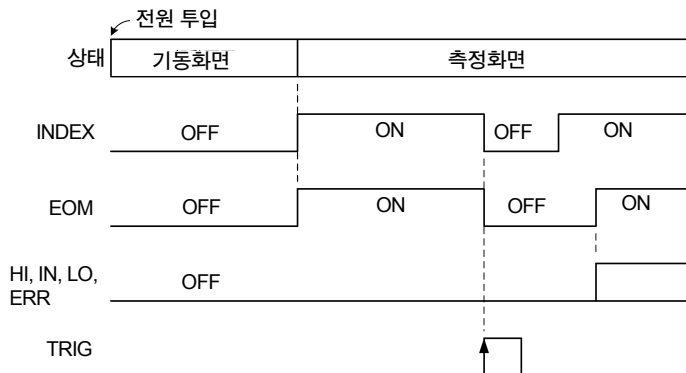 전원 투입
상태 기동화면 측정화면
INDEX OFF ON OFF ON
EOM OFF ON OFF ON
HI, IN, LO,
ERR OFF
TRIG